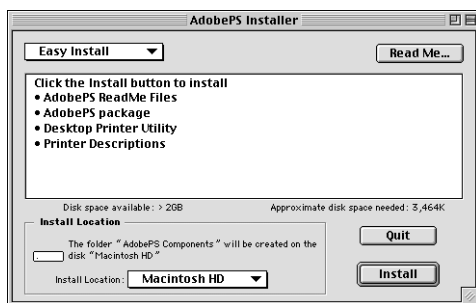 AdobePS Installer
Easy Install
Read Me...
Click the Install button to install
• AdobePS ReadMe Files
• AdobePS package
• Desktop Printer Utility
• Printer Descriptions
Disk space available: > 2GB
Approximate disk space needed: 3,464K
Install Location
The folder "AdobePS Components" will be created on the
disk "Macintosh HD"
Install Location: Macintosh HD
Quit
Install